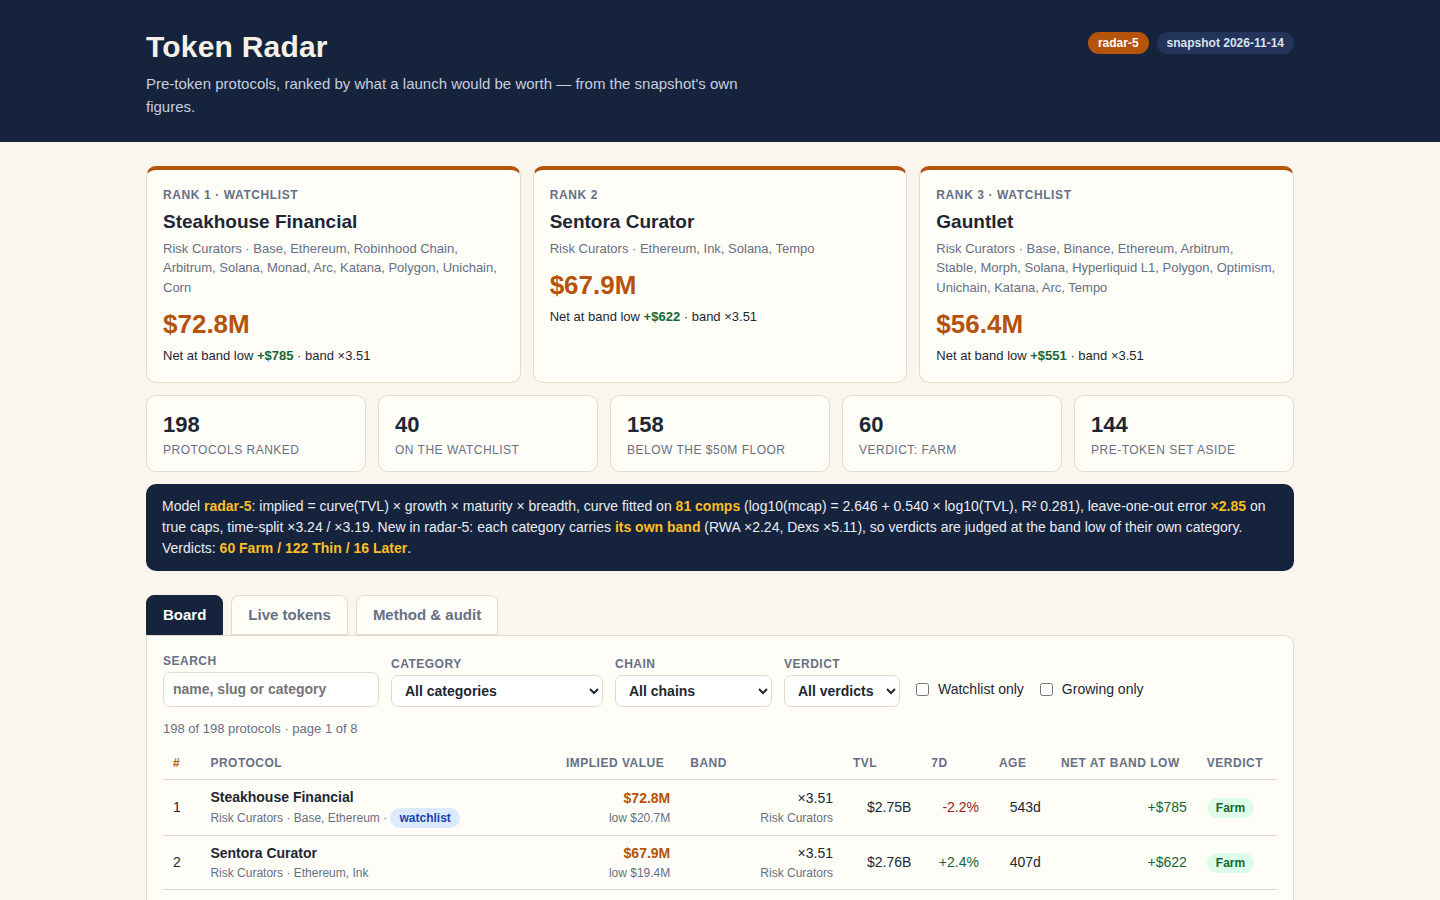 Token Radar
radar-5 snapshot 2026-11-14
Pre-token protocols, ranked by what a launch would be worth — from the snapshot's own
figures.
RANK 1 · WATCHLIST
Steakhouse Financial
Risk Curators · Base, Ethereum, Robinhood Chain,
Arbitrum, Solana, Monad, Arc, Katana, Polygon, Unichain,
Corn
$72.8M
Net at band low +$785 · band ×3.51
RANK 2
Sentora Curator
Risk Curators · Ethereum, Ink, Solana, Tempo
$67.9M
Net at band low +$622 · band ×3.51
RANK 3 · WATCHLIST
Gauntlet
Risk Curators · Base, Binance, Ethereum, Arbitrum,
Stable, Morph, Solana, Hyperliquid L1, Polygon, Optimism,
Unichain, Katana, Arc, Tempo
$56.4M
Net at band low +$551 · band ×3.51
198
PROTOCOLS RANKED
40
ON THE WATCHLIST
158
BELOW THE $50M FLOOR
60
VERDICT: FARM
144
PRE-TOKEN SET ASIDE
Model radar-5: implied = curve(TVL) × growth × maturity × breadth, curve fitted on 81 comps (log10(mcap) = 2.646 + 0.540 × log10(TVL), R² 0.281), leave-one-out error ×2.85 on
true caps, time-split ×3.24 / ×3.19. New in radar-5: each category carries its own band (RWA ×2.24, Dexs ×5.11), so verdicts are judged at the band low of their own category.
Verdicts: 60 Farm / 122 Thin / 16 Later.
Board Live tokens Method & audit
SEARCH CATEGORY CHAIN VERDICT
name, slug or category All categories All chains All verdicts Watchlist only Growing only
198 of 198 protocols · page 1 of 8
# PROTOCOL IMPLIED VALUE BAND TVL 7D AGE NET AT BAND LOW VERDICT
1 Steakhouse Financial $72.8M ×3.51 $2.75B -2.2% 543d +$785 Farm
Risk Curators · Base, Ethereum · watchlist low $20.7M Risk Curators
2 Sentora Curator $67.9M ×3.51 $2.76B +2.4% 407d +$622 Farm
Risk Curators · Ethereum, Ink low $19.4M Risk Curators